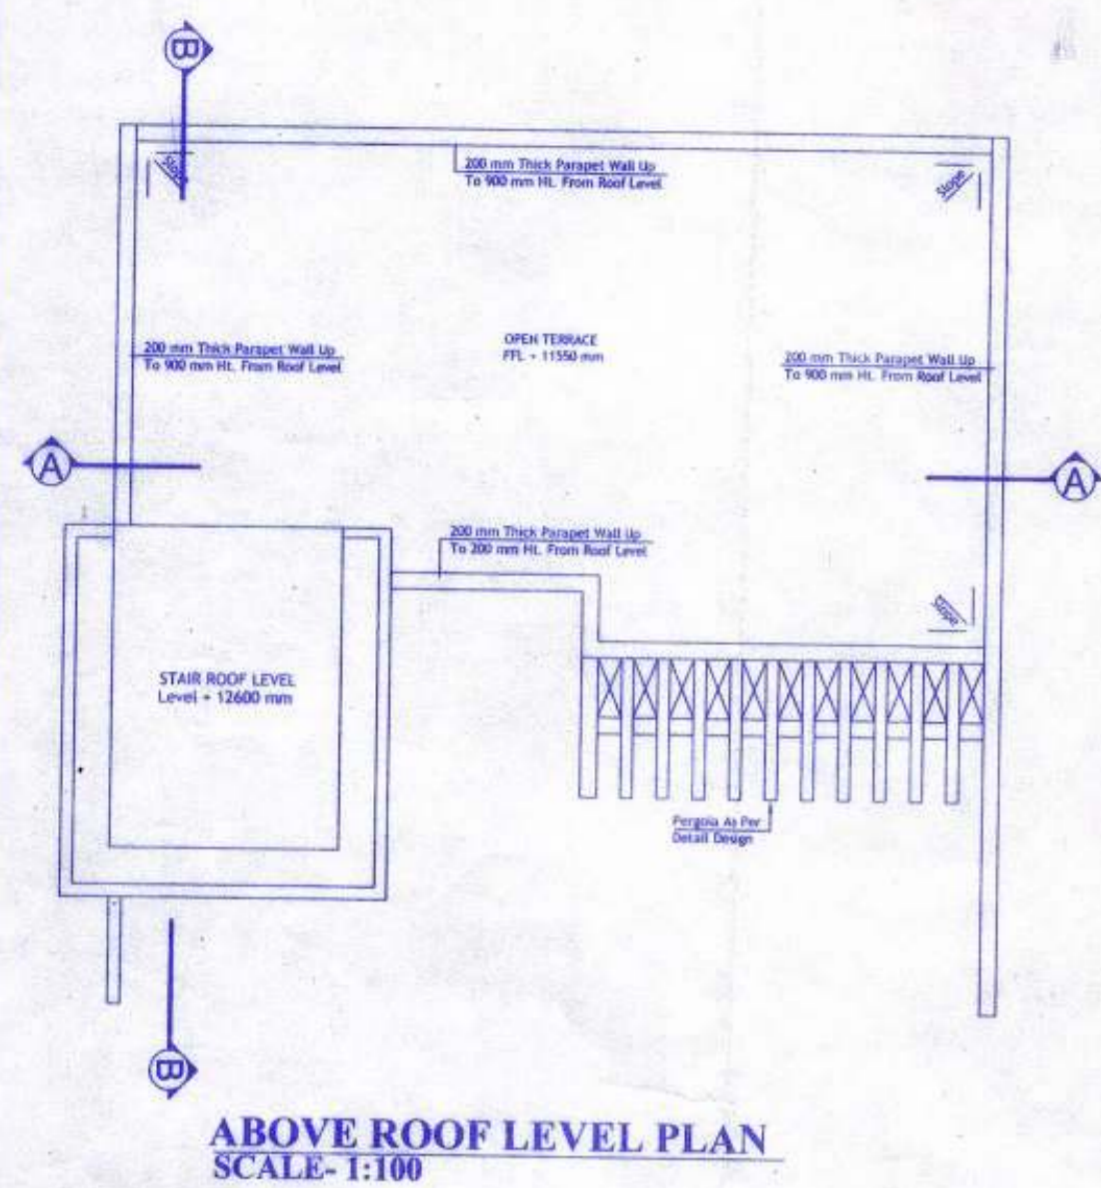 B
200 mm Thick Parapet Wall Up
To 900 mm Ht. From Roof Level
Slope
Slope
OPEN TERRACE
FFL + 11550 mm
200 mm Thick Parapet Wall Up
To 900 mm Ht. From Roof Level
200 mm Thick Parapet Wall Up
To 900 mm Ht. From Roof Level
A
A
200 mm Thick Parapet Wall Up
To 200 mm Ht. From Roof Level
Slope
STAIR ROOF LEVEL
Level + 12600 mm
Pergola As Per
Detail Design
B
ABOVE ROOF LEVEL PLAN
SCALE- 1:100